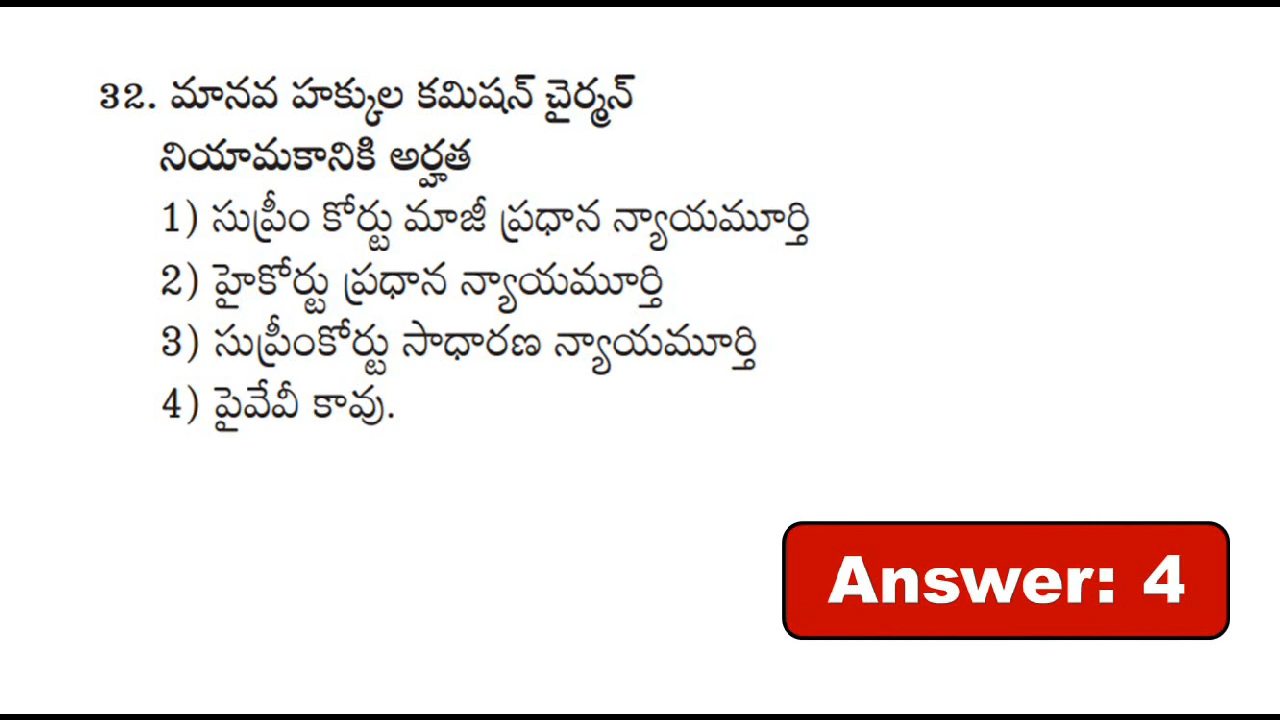 32. మానవ హక్కుల కమిషన్ చైర్మన్
నియామకానికి అర్హత
1) సుప్రీం కోర్టు మాజీ ప్రధాన న్యాయమూర్తి
2) హైకోర్టు ప్రధాన న్యాయమూర్తి
3) సుప్రీంకోర్టు సాధారణ న్యాయమూర్తి
4) పైవేవీ కావు.
Answer: 4